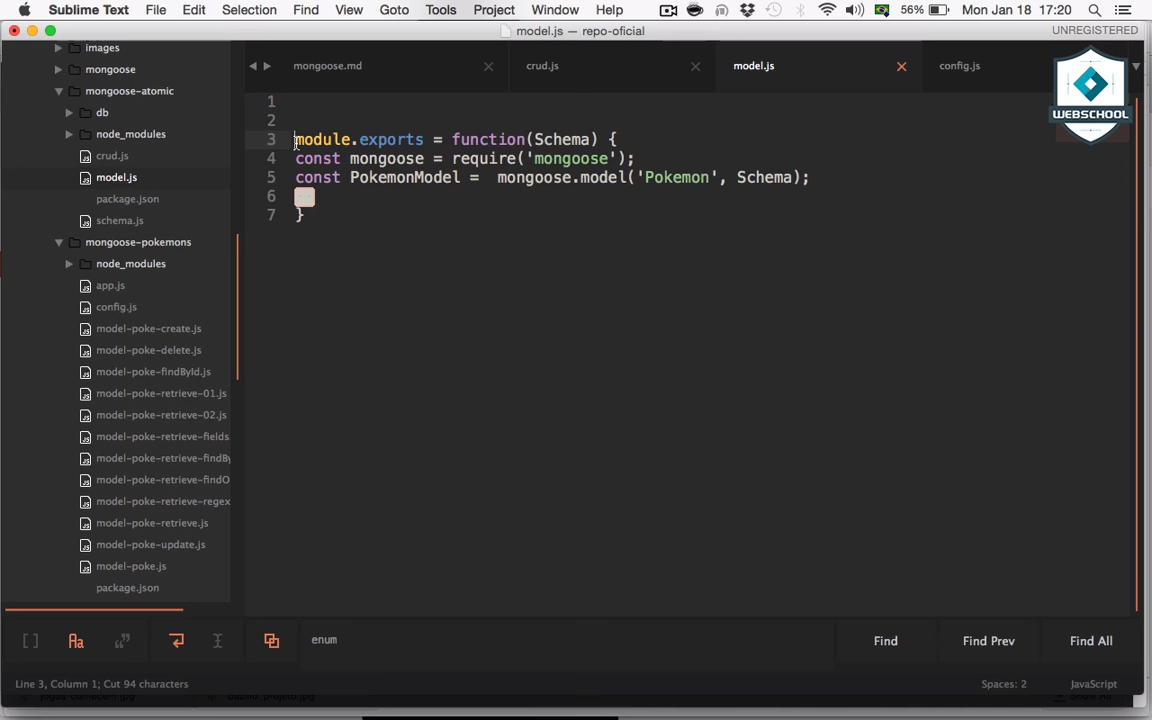 Sublime Text File Edit Selection Find View Goto Tools Project Window Help 56% Mon Jan 18 17:20
model.js — repo-oficial UNREGISTERED
images
mongoose
mongoose-atomic
db
node_modules
crud.js
model.js
package.json
schema.js
mongoose-pokemons
node_modules
app.js
config.js
model-poke-create.js
model-poke-delete.js
model-poke-findById.js
model-poke-retrieve-01.js
model-poke-retrieve-02.js
model-poke-retrieve-fields
model-poke-retrieve-findBy
model-poke-retrieve-findO
model-poke-retrieve-regex
model-poke-retrieve.js
model-poke-update.js
model-poke.js
package.json
mongoose.md crud.js model.js config.js
WEBSCHOOL
1
2
3 module.exports = function(Schema) {
4 const mongoose = require('mongoose');
5 const PokemonModel =  mongoose.model('Pokemon', Schema);
6
7 }
enum Find Find Prev Find All
Line 3, Column 1; Cut 94 characters Spaces: 2 JavaScript